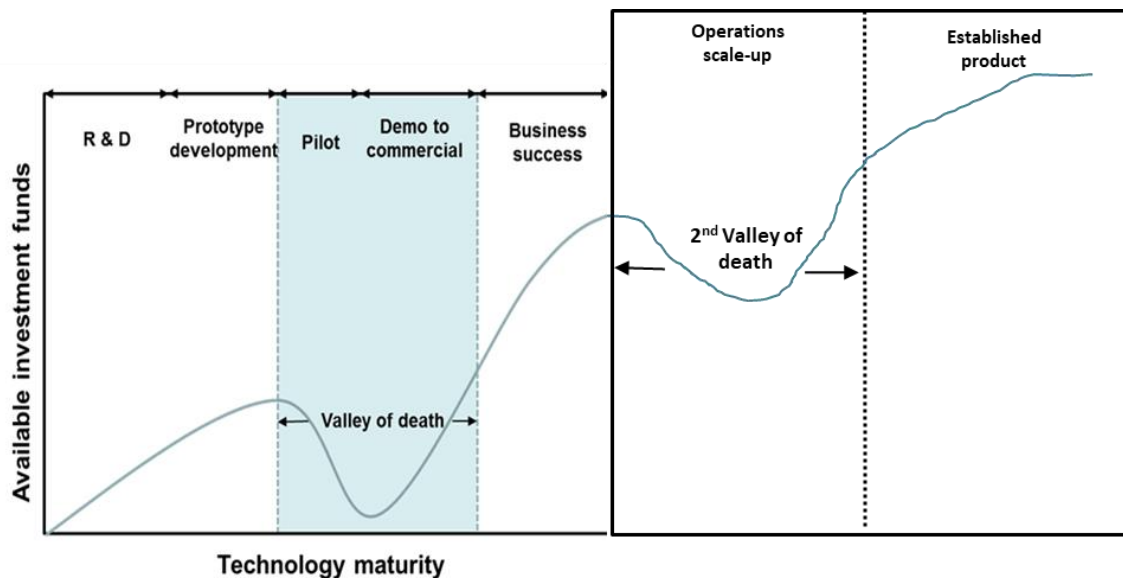 Operations
scale-up
Established
product
R & D
Prototype
development
Pilot
Demo to
commercial
Business
success
Available investment funds
Valley of death
2nd Valley of
death
Technology maturity